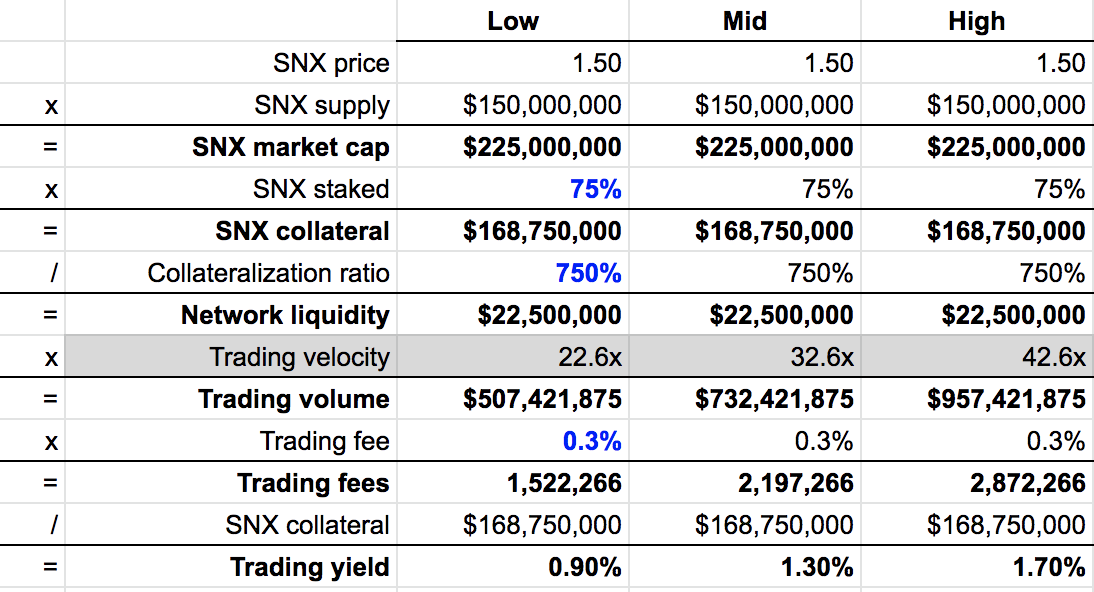 Low Mid High
SNX price 1.50 1.50 1.50
x SNX supply $150,000,000 $150,000,000 $150,000,000
= SNX market cap $225,000,000 $225,000,000 $225,000,000
x SNX staked 75% 75% 75%
= SNX collateral $168,750,000 $168,750,000 $168,750,000
/ Collateralization ratio 750% 750% 750%
= Network liquidity $22,500,000 $22,500,000 $22,500,000
x Trading velocity 22.6x 32.6x 42.6x
= Trading volume $507,421,875 $732,421,875 $957,421,875
x Trading fee 0.3% 0.3% 0.3%
= Trading fees 1,522,266 2,197,266 2,872,266
/ SNX collateral $168,750,000 $168,750,000 $168,750,000
= Trading yield 0.90% 1.30% 1.70%